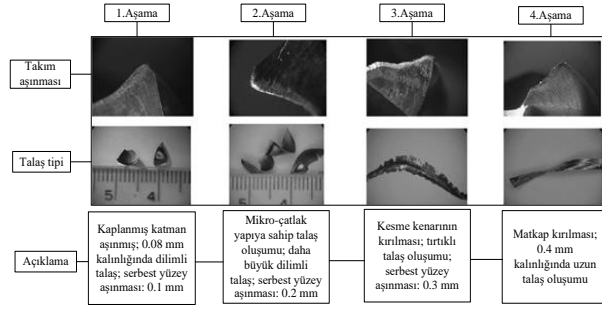 1.Aşama
2.Aşama
3.Aşama
4.Aşama
Takım
aşınması
Talaş tipi
5
4
5
4
Açıklama
Kaplanmış katman
aşınmış; 0.08 mm
kalınlığında dilimli
talaş; serbest yüzey
aşınması: 0.1 mm
Mikro-çatlak
yapıya sahip talaş
oluşumu; daha
büyük dilimli
talaş; serbest yüzey
aşınması: 0.2 mm
Kesme kenarının
kırılması; tırtıklı
talaş oluşumu;
serbest yüzey
aşınması: 0.3 mm
Matkap kırılması;
0.4 mm
kalınlığında uzun
talaş oluşumu